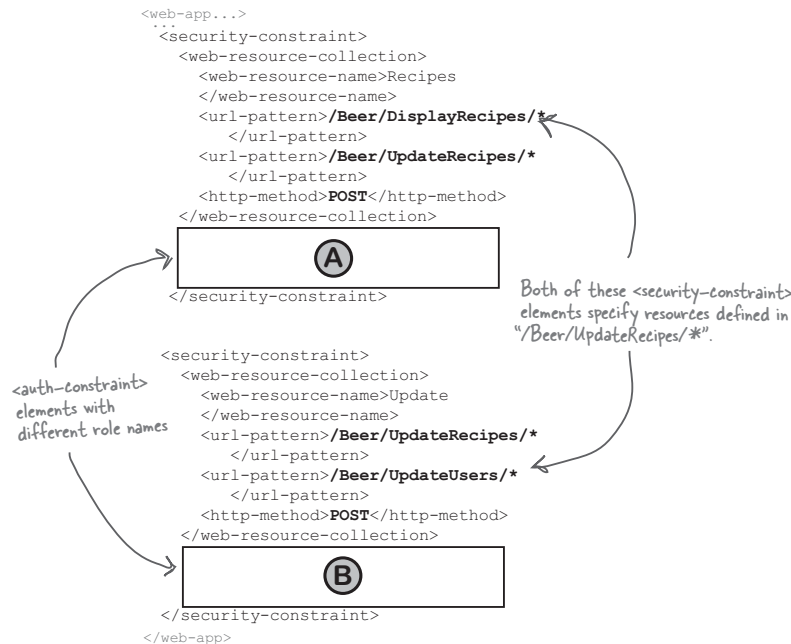 <web-app...>
...
<security-constraint>
<web-resource-collection>
<web-resource-name>Recipes
</web-resource-name>
<url-pattern>/Beer/DisplayRecipes/*
</url-pattern>
<url-pattern>/Beer/UpdateRecipes/*
</url-pattern>
<http-method>POST</http-method>
</web-resource-collection>
A
</security-constraint>
Both of these <security-constraint>
elements specify resources defined in
"/Beer/UpdateRecipes/*".
<security-constraint>
<web-resource-collection>
<web-resource-name>Update
</web-resource-name>
<url-pattern>/Beer/UpdateRecipes/*
</url-pattern>
<url-pattern>/Beer/UpdateUsers/*
</url-pattern>
<http-method>POST</http-method>
</web-resource-collection>
<auth-constraint>
elements with
different role names
B
</security-constraint>
</web-app>